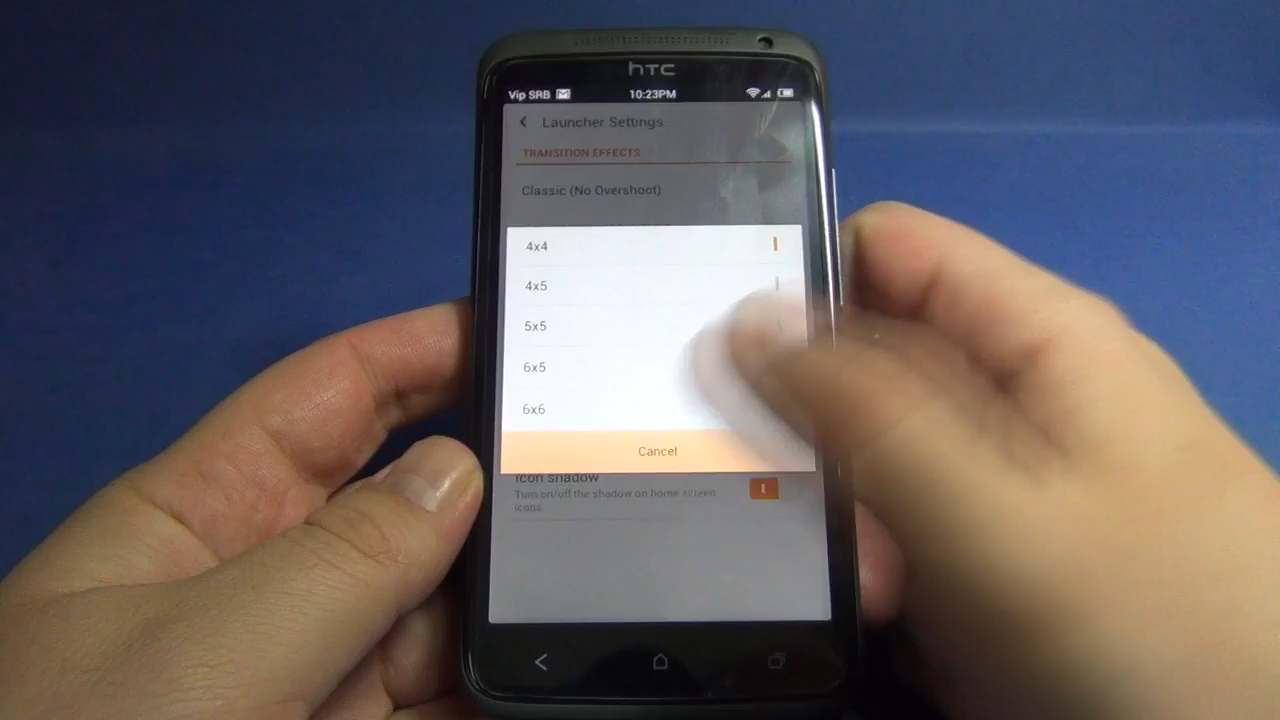 hTC
Vip SRB 10:23PM
Launcher Settings
TRANSITION EFFECTS
Classic (No Overshoot)
4x4
4x5
5x5
6x5
6x6
Cancel
Icon shadow
Turn on/off the shadow on home screen
icons